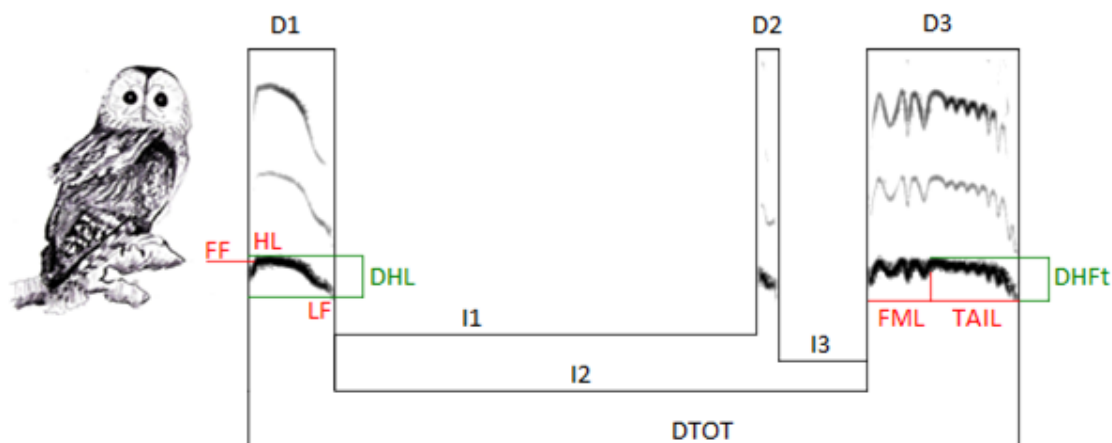 D1 D2 D3
FF HL DHL DHFt
LF FML TAIL
I1
I3
I2
DTOT